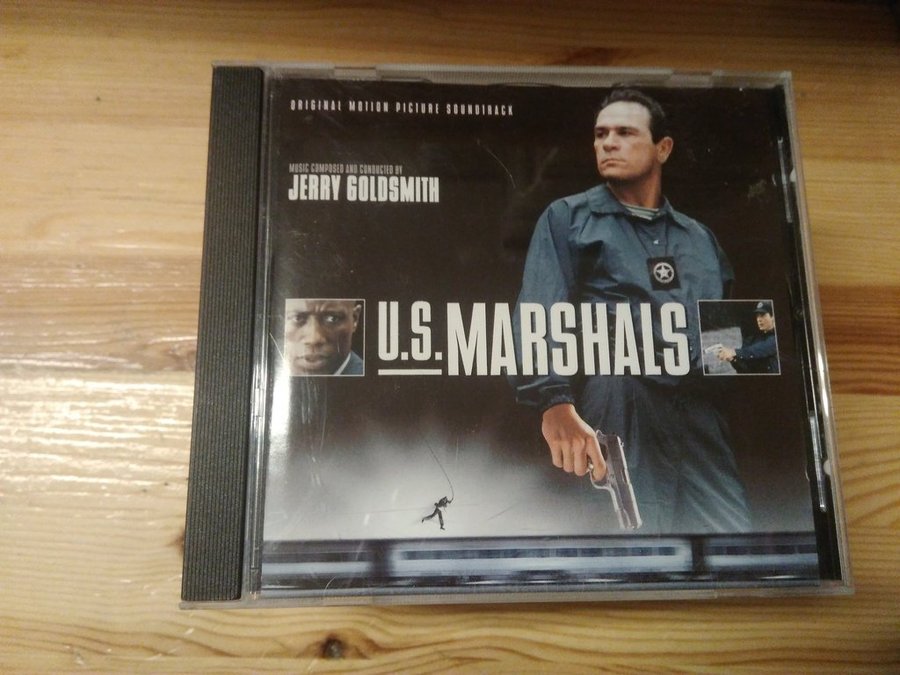 ORIGINAL MOTION PICTURE SOUNDTRACK
MUSIC COMPOSED AND CONDUCTED BY
JERRY GOLDSMITH
U.S. MARSHALS